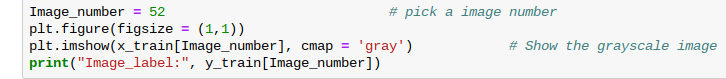 Image_number = 52 # pick a image number
plt.figure(figsize = (1,1))
plt.imshow(x_train[Image_number], cmap = 'gray') # Show the grayscale image
print("Image_label:", y_train[Image_number])